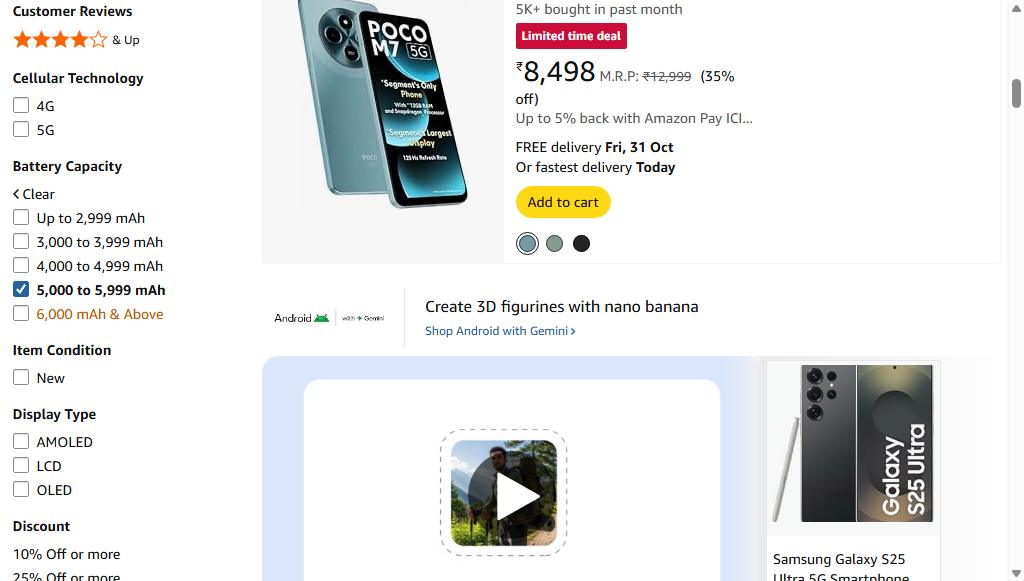 Customer Reviews
& Up
Cellular Technology
4G
5G
Battery Capacity
Clear
Up to 2,999 mAh
3,000 to 3,999 mAh
4,000 to 4,999 mAh
5,000 to 5,999 mAh
6,000 mAh & Above
Item Condition
New
Display Type
AMOLED
LCD
OLED
Discount
10% Off or more
25% Off or more
POCO
M7 5G
"Segment's Only
Phone
With "12GB RAM
and Snapdragon Processor
"Segment's Largest
Display
120 Hz Refresh Rate
POCO
5K+ bought in past month
Limited time deal
₹8,498 M.R.P: ₹12,999 (35%
off)
Up to 5% back with Amazon Pay ICI...
FREE delivery Fri, 31 Oct
Or fastest delivery Today
Add to cart
Android with Gemini
Create 3D figurines with nano banana
Shop Android with Gemini
Galaxy
S25 Ultra
Samsung Galaxy S25
Ultra 5G Smartphone